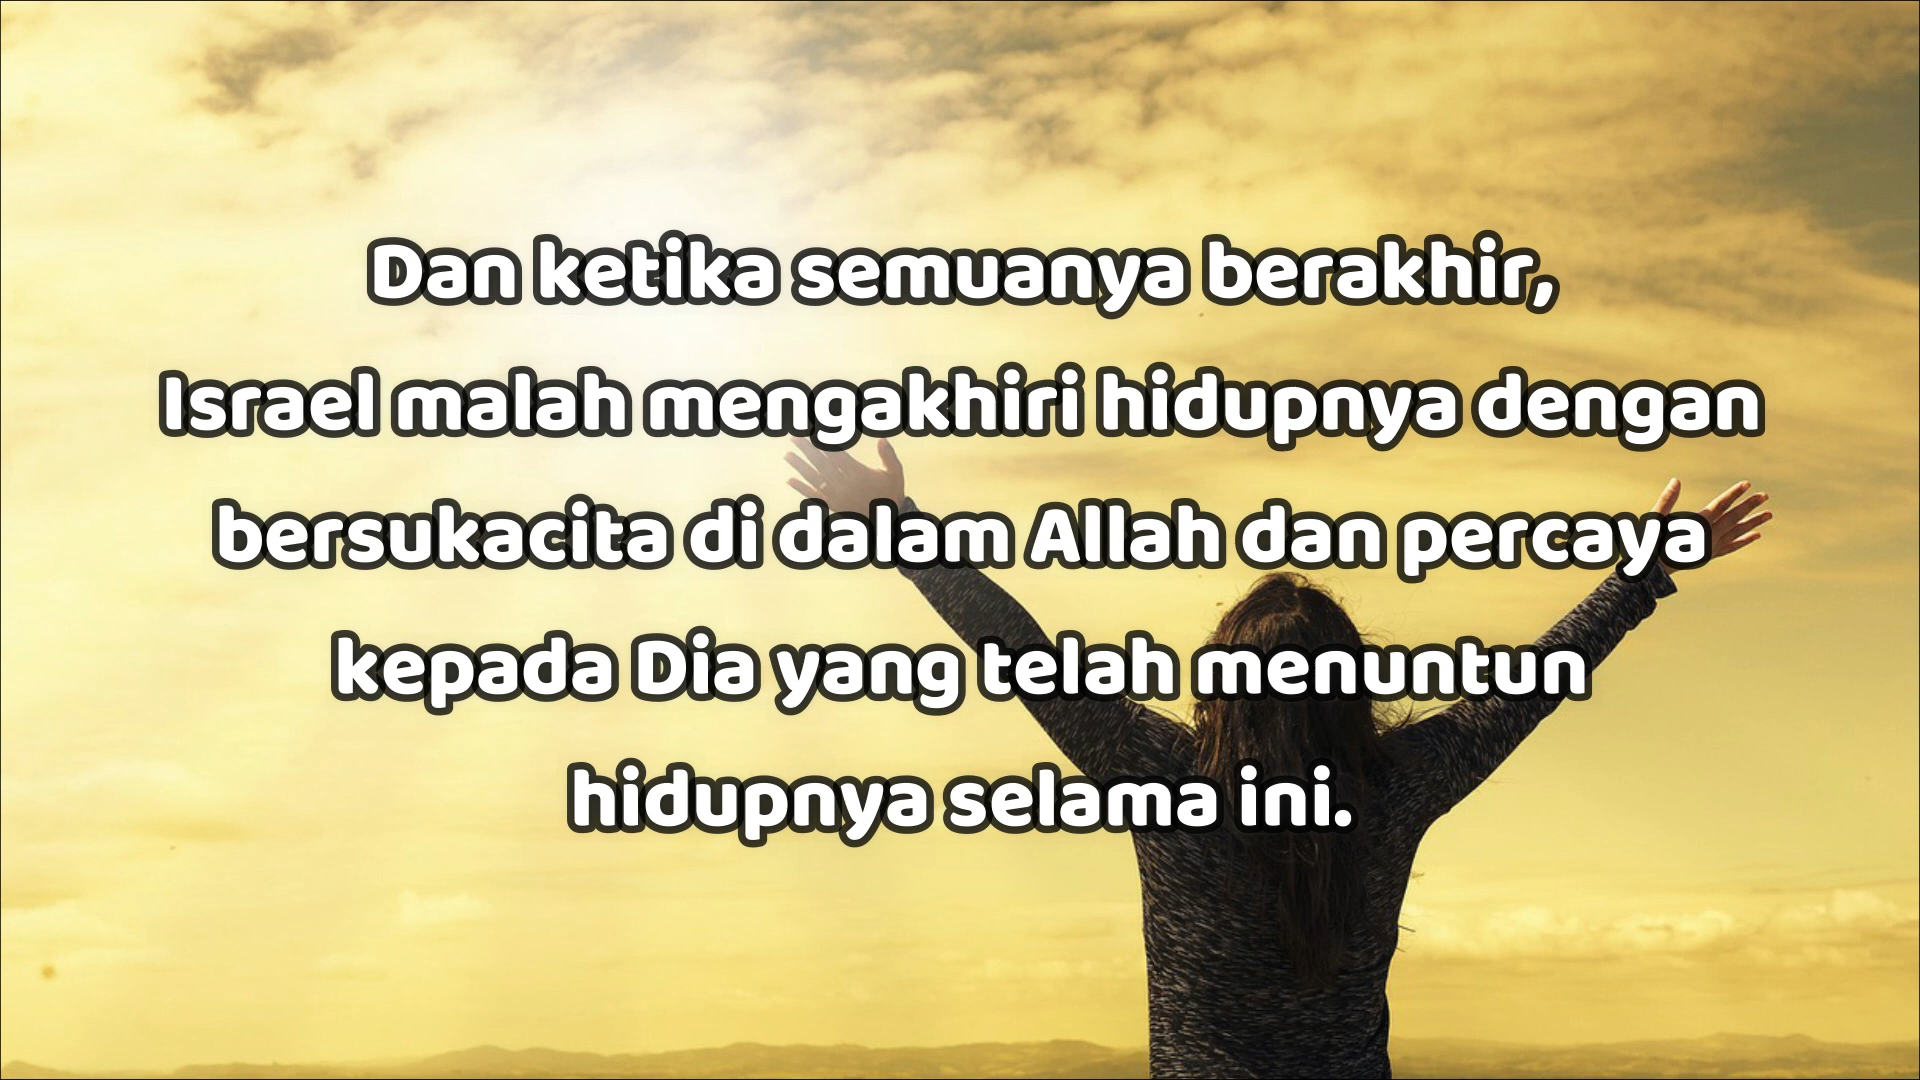 Dan ketika semuanya berakhir,
Israel malah mengakhiri hidupnya dengan
bersukacita di dalam Allah dan percaya
kepada Dia yang telah menuntun
hidupnya selama ini.